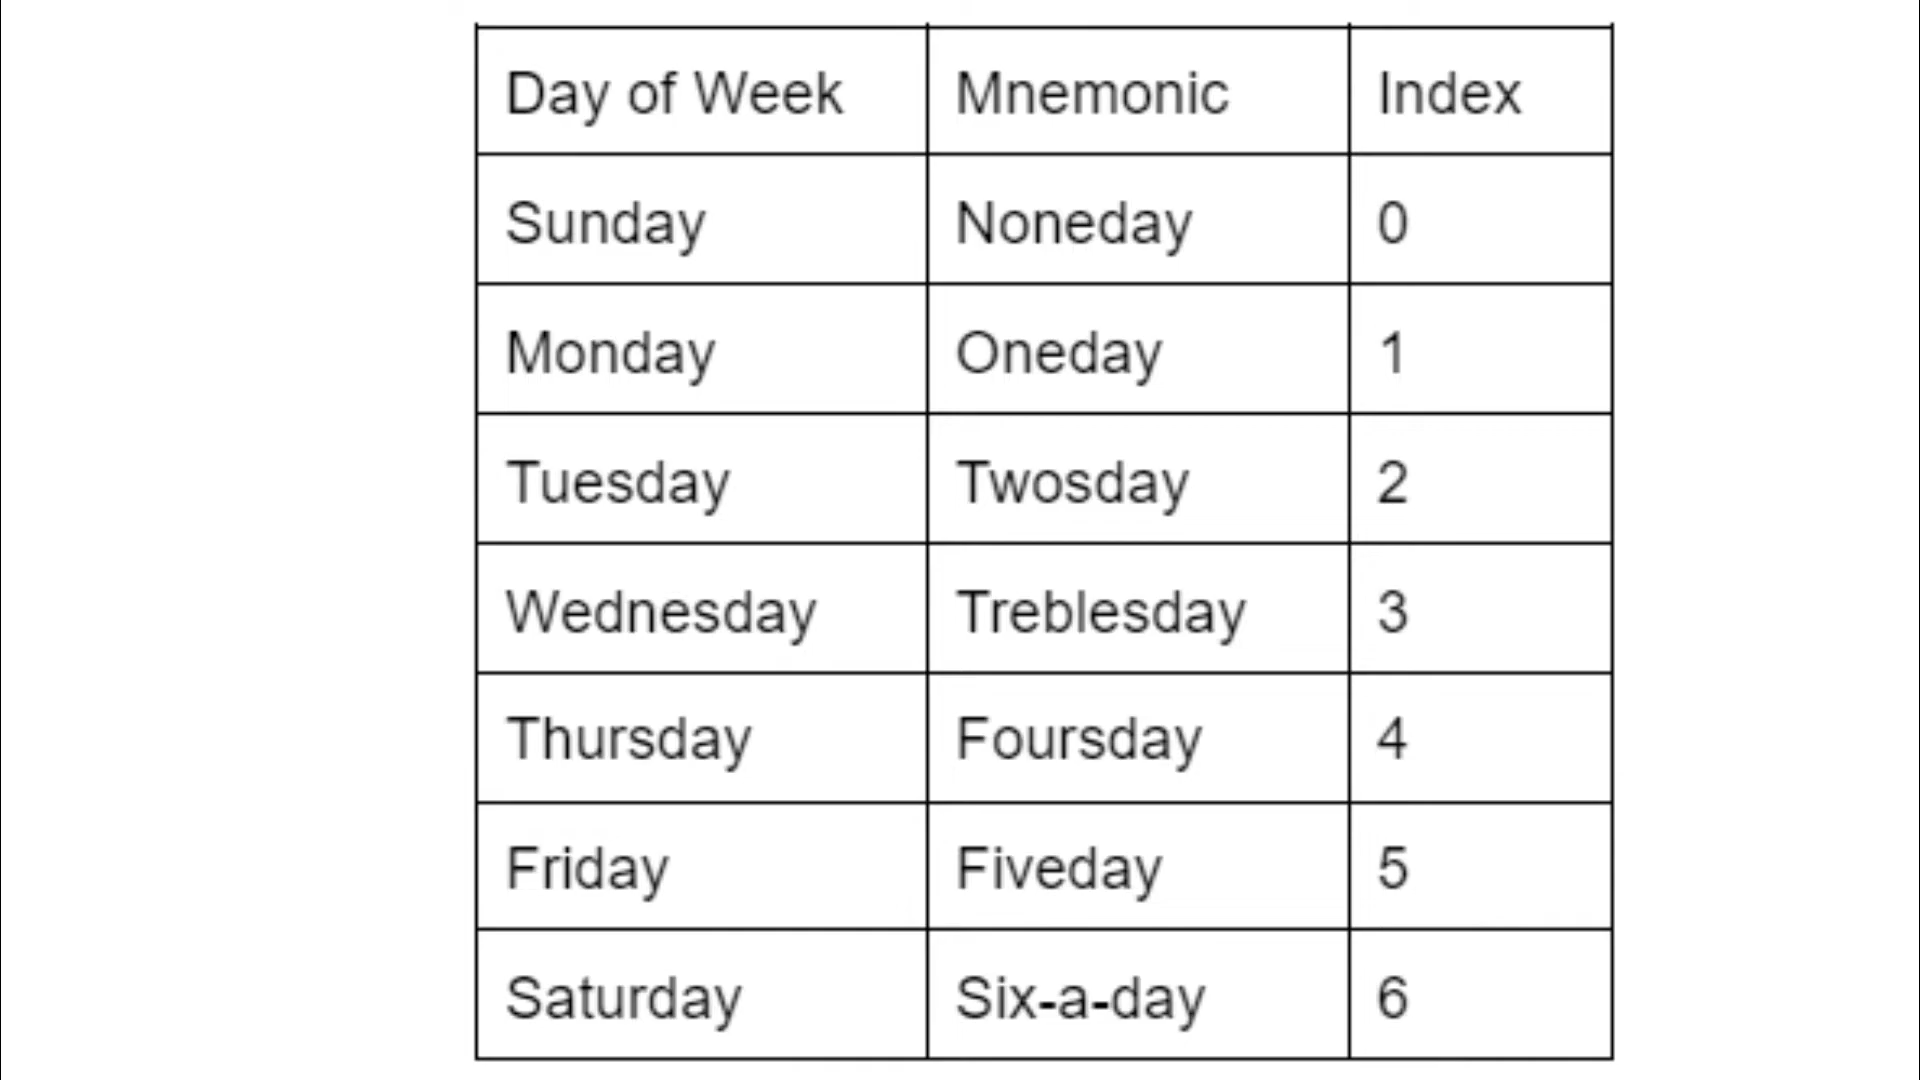 Day of Week Mnemonic Index
Sunday Noneday 0
Monday Oneday 1
Tuesday Twosday 2
Wednesday Treblesday 3
Thursday Foursday 4
Friday Fiveday 5
Saturday Six-a-day 6